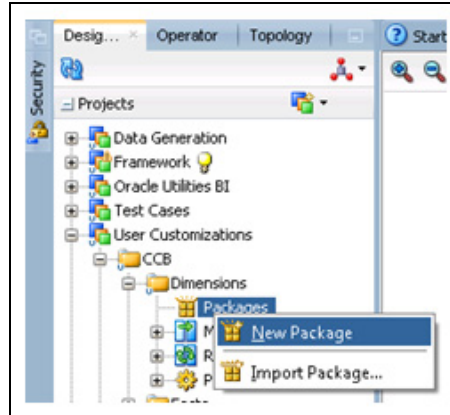 Desig...
Operator
Topology
Start
Security
Projects
Data Generation
Framework
Oracle Utilities BI
Test Cases
User Customizations
CCB
Dimensions
Packages
New Package
M
R
Import Package...
P
Facts